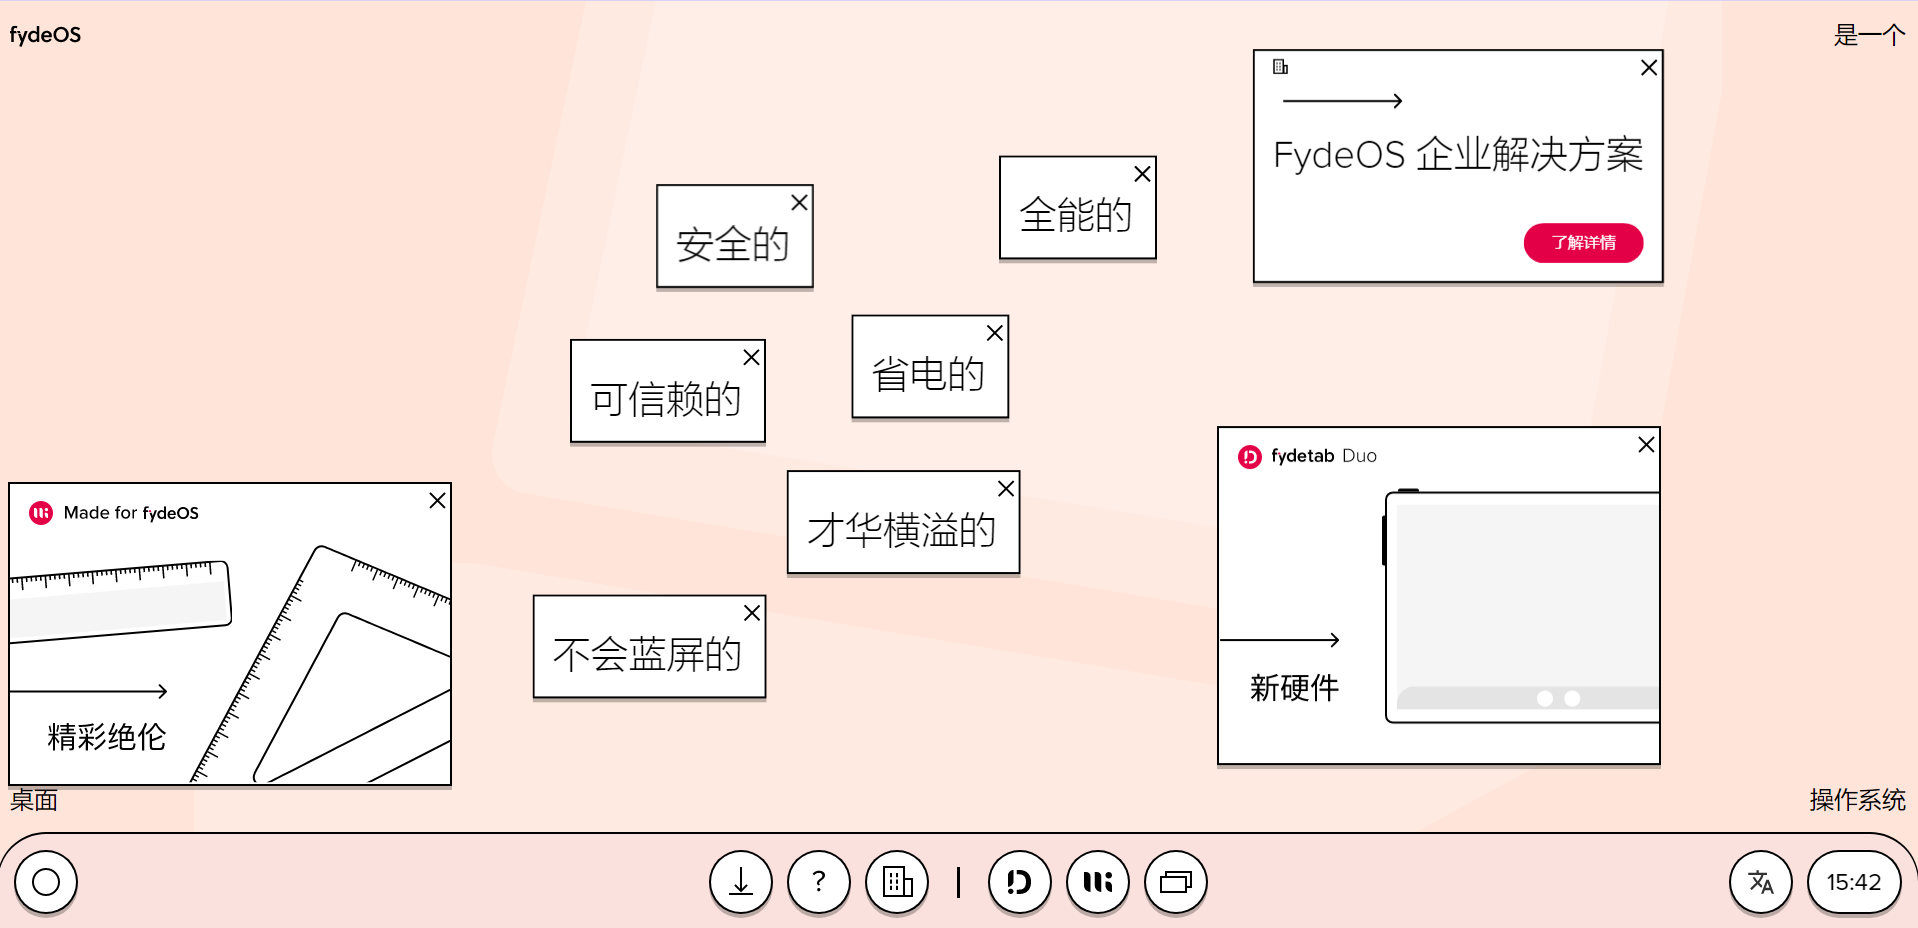 fydeOS
是一个
FydeOS 企业解决方案
了解详情
全能的
安全的
省电的
可信赖的
fydetab Duo
新硬件
才华横溢的
Made for fydeOS
精彩绝伦
不会蓝屏的
桌面
操作系统
?
文A
15:42